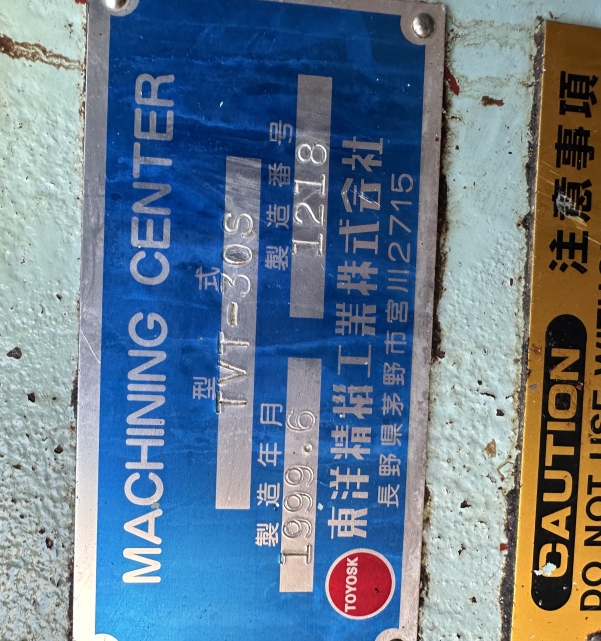 MACHINING CENTER
型式 TVT-30S
製造年月 1999.6 製造番号 1218
TOYOSK 東洋精機工業株式会社
長野県茅野市宮川2715
注意事項
CAUTION
DO NOT USE WITH